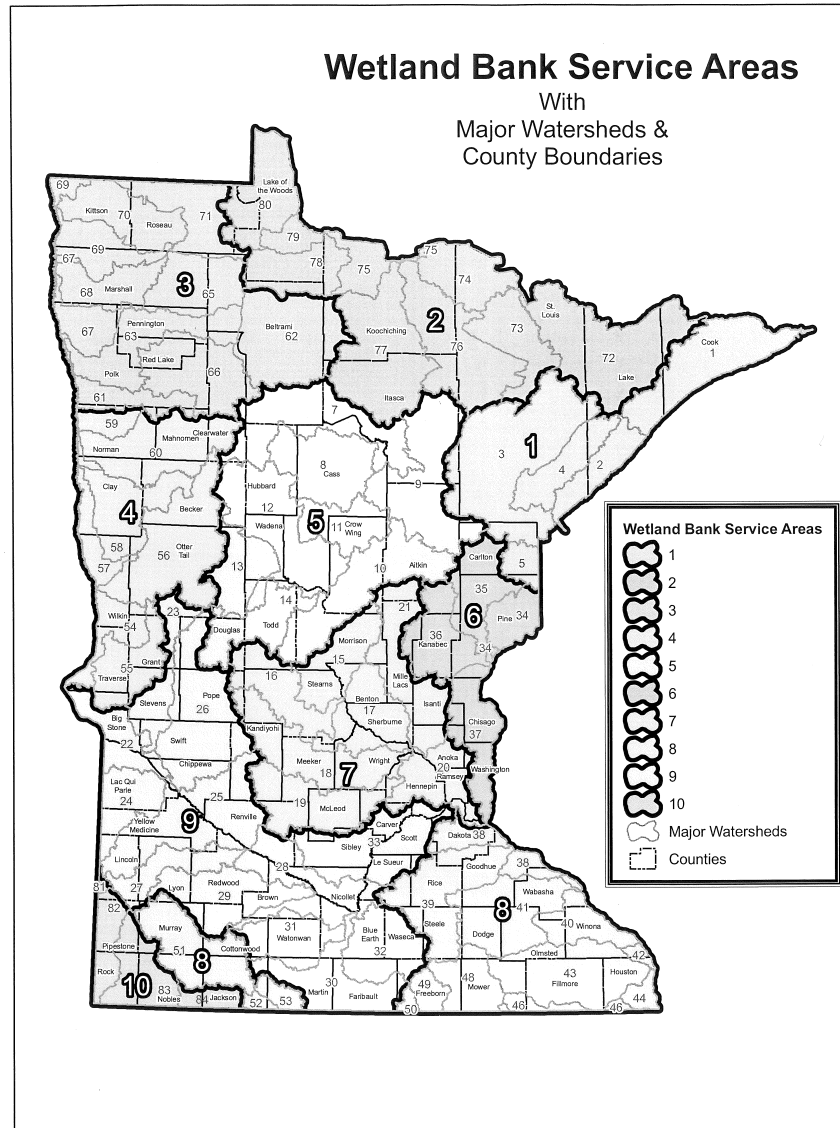 Wetland Bank Service Areas
With
Major Watersheds &
County Boundaries
Lake of
the Woods
69
80
Kittson
70
71
Roseau
79
69
75
67
78
75
74
68
Marshall
3
65
St.
Louis
67
Pennington
63
Beltrami
62
Koochiching
2
73
Cook
1
Red Lake
76
77
72
Polk
66
Lake
61
Itasca
59
7
Clearwater
Mahnomen
Norman
60
3
1
8
Cass
4
2
Clay
Hubbard
9
4
Becker
12
5
Wadena
11
Crow
Wing
58
56
Otter
Tail
57
13
10
Aitkin
Carlton
5
14
35
Wilkin
23
21
6
54
Douglas
Todd
Pine
34
Morrison
36
Kanabec
34
55
Grant
15
Traverse
16
Mille
Lacs
Stearns
Stevens
Pope
26
Benton
17
Isanti
Big
Stone
Sherburne
Chisago
Kandiyohi
37
22
Swift
Meeker
18
7
Wright
Anoka
20
Ramsey
Washington
Chippewa
Hennepin
Lac Qui
Parle
24
25
19
McLeod
9
Renville
Carver
Yellow
Medicine
33
Scott
Dakota
38
Sibley
Le Sueur
Lincoln
28
Goodhue
38
81
27
Lyon
Redwood
29
Brown
Nicollet
Rice
Wabasha
82
39
8
41
Murray
31
Watonwan
Blue
Earth
Waseca
Steele
40
Winona
Pipestone
51
Cottonwood
32
Dodge
Olmsted
42
8
Rock
10
83
Nobles
84
Jackson
52
53
Martin
30
Faribault
49
Freeborn
50
48
Mower
46
43
Fillmore
Houston
44
46
Wetland Bank Service Areas
1
2
3
4
5
6
7
8
9
10
Major Watersheds
Counties